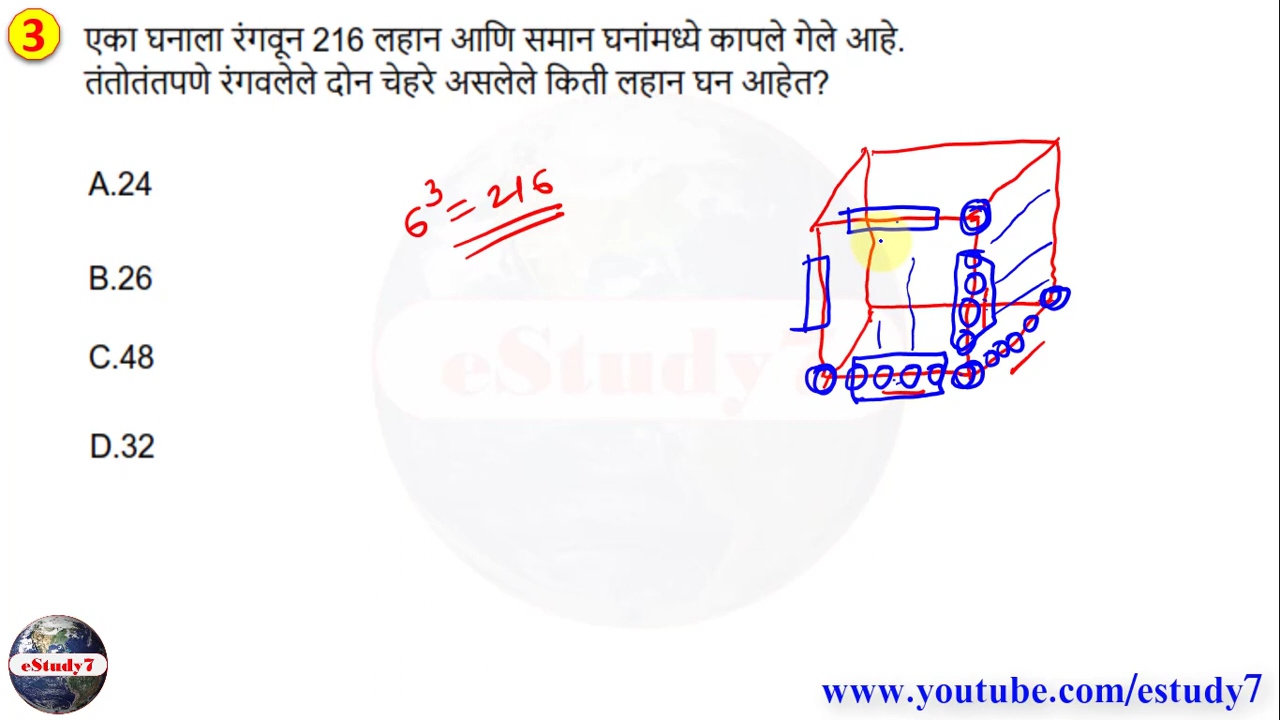 3
एका घनाला रंगवून 216 लहान आणि समान घनांमध्ये कापले गेले आहे.
तंतोतंतपणे रंगवलेले दोन चेहरे असलेले किती लहान घन आहेत?
A.24
6³ = 216
B.26
C.48
D.32
eStudy7
eStudy7
www.youtube.com/estudy7